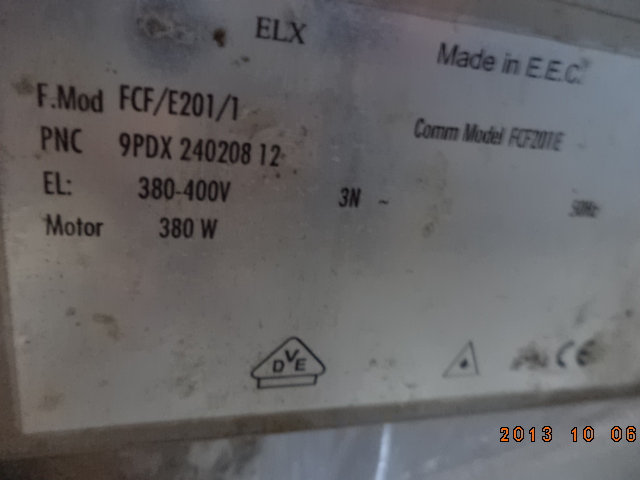 ELX
Made in E.E.C.
F.Mod FCF/E201/1
Comm Model FCF201/E
PNC 9PDX 240208 12
EL: 380-400V 3N ~ 50Hz
Motor 380 W
DVE
CE
2013 10 06